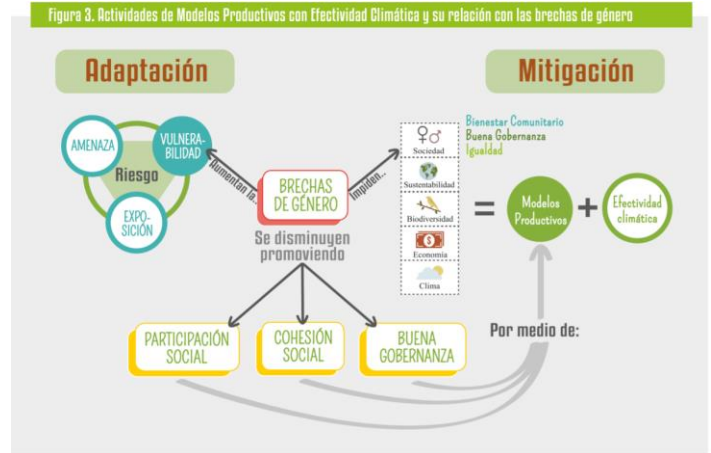 Figura 3. Actividades de Modelos Productivos con Efectividad Climática y su relación con las brechas de género
Adaptación
Mitigación
AMENAZA
VULNERA-
BILIDAD
Riesgo
EXPO-
SICIÓN
Aumentan la..
BRECHAS
DE GÉNERO
Impiden..
Se disminuyen
promoviendo
Sociedad
Sustentabilidad
Biodiversidad
Economía
Clima
Bienestar Comunitario
Buena Gobernanza
Igualdad
=
Modelos
Productivos
+
Efectividad
climática
PARTICIPACIÓN
SOCIAL
COHESIÓN
SOCIAL
BUENA
GOBERNANZA
Por medio de: